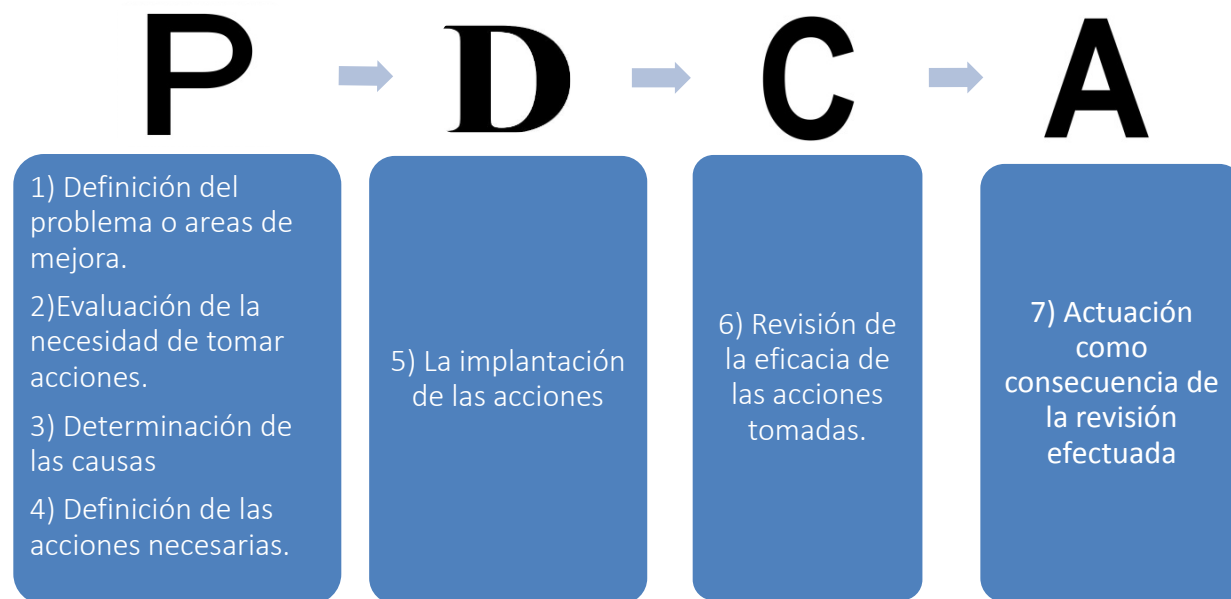 P
D
C
A
1) Definición del
problema o areas de
mejora.
2)Evaluación de la
necesidad de tomar
acciones.
3) Determinación de
las causas
4) Definición de las
acciones necesarias.
5) La implantación
de las acciones
6) Revisión de
la eficacia de
las acciones
tomadas.
7) Actuación
como
consecuencia de
la revisión
efectuada